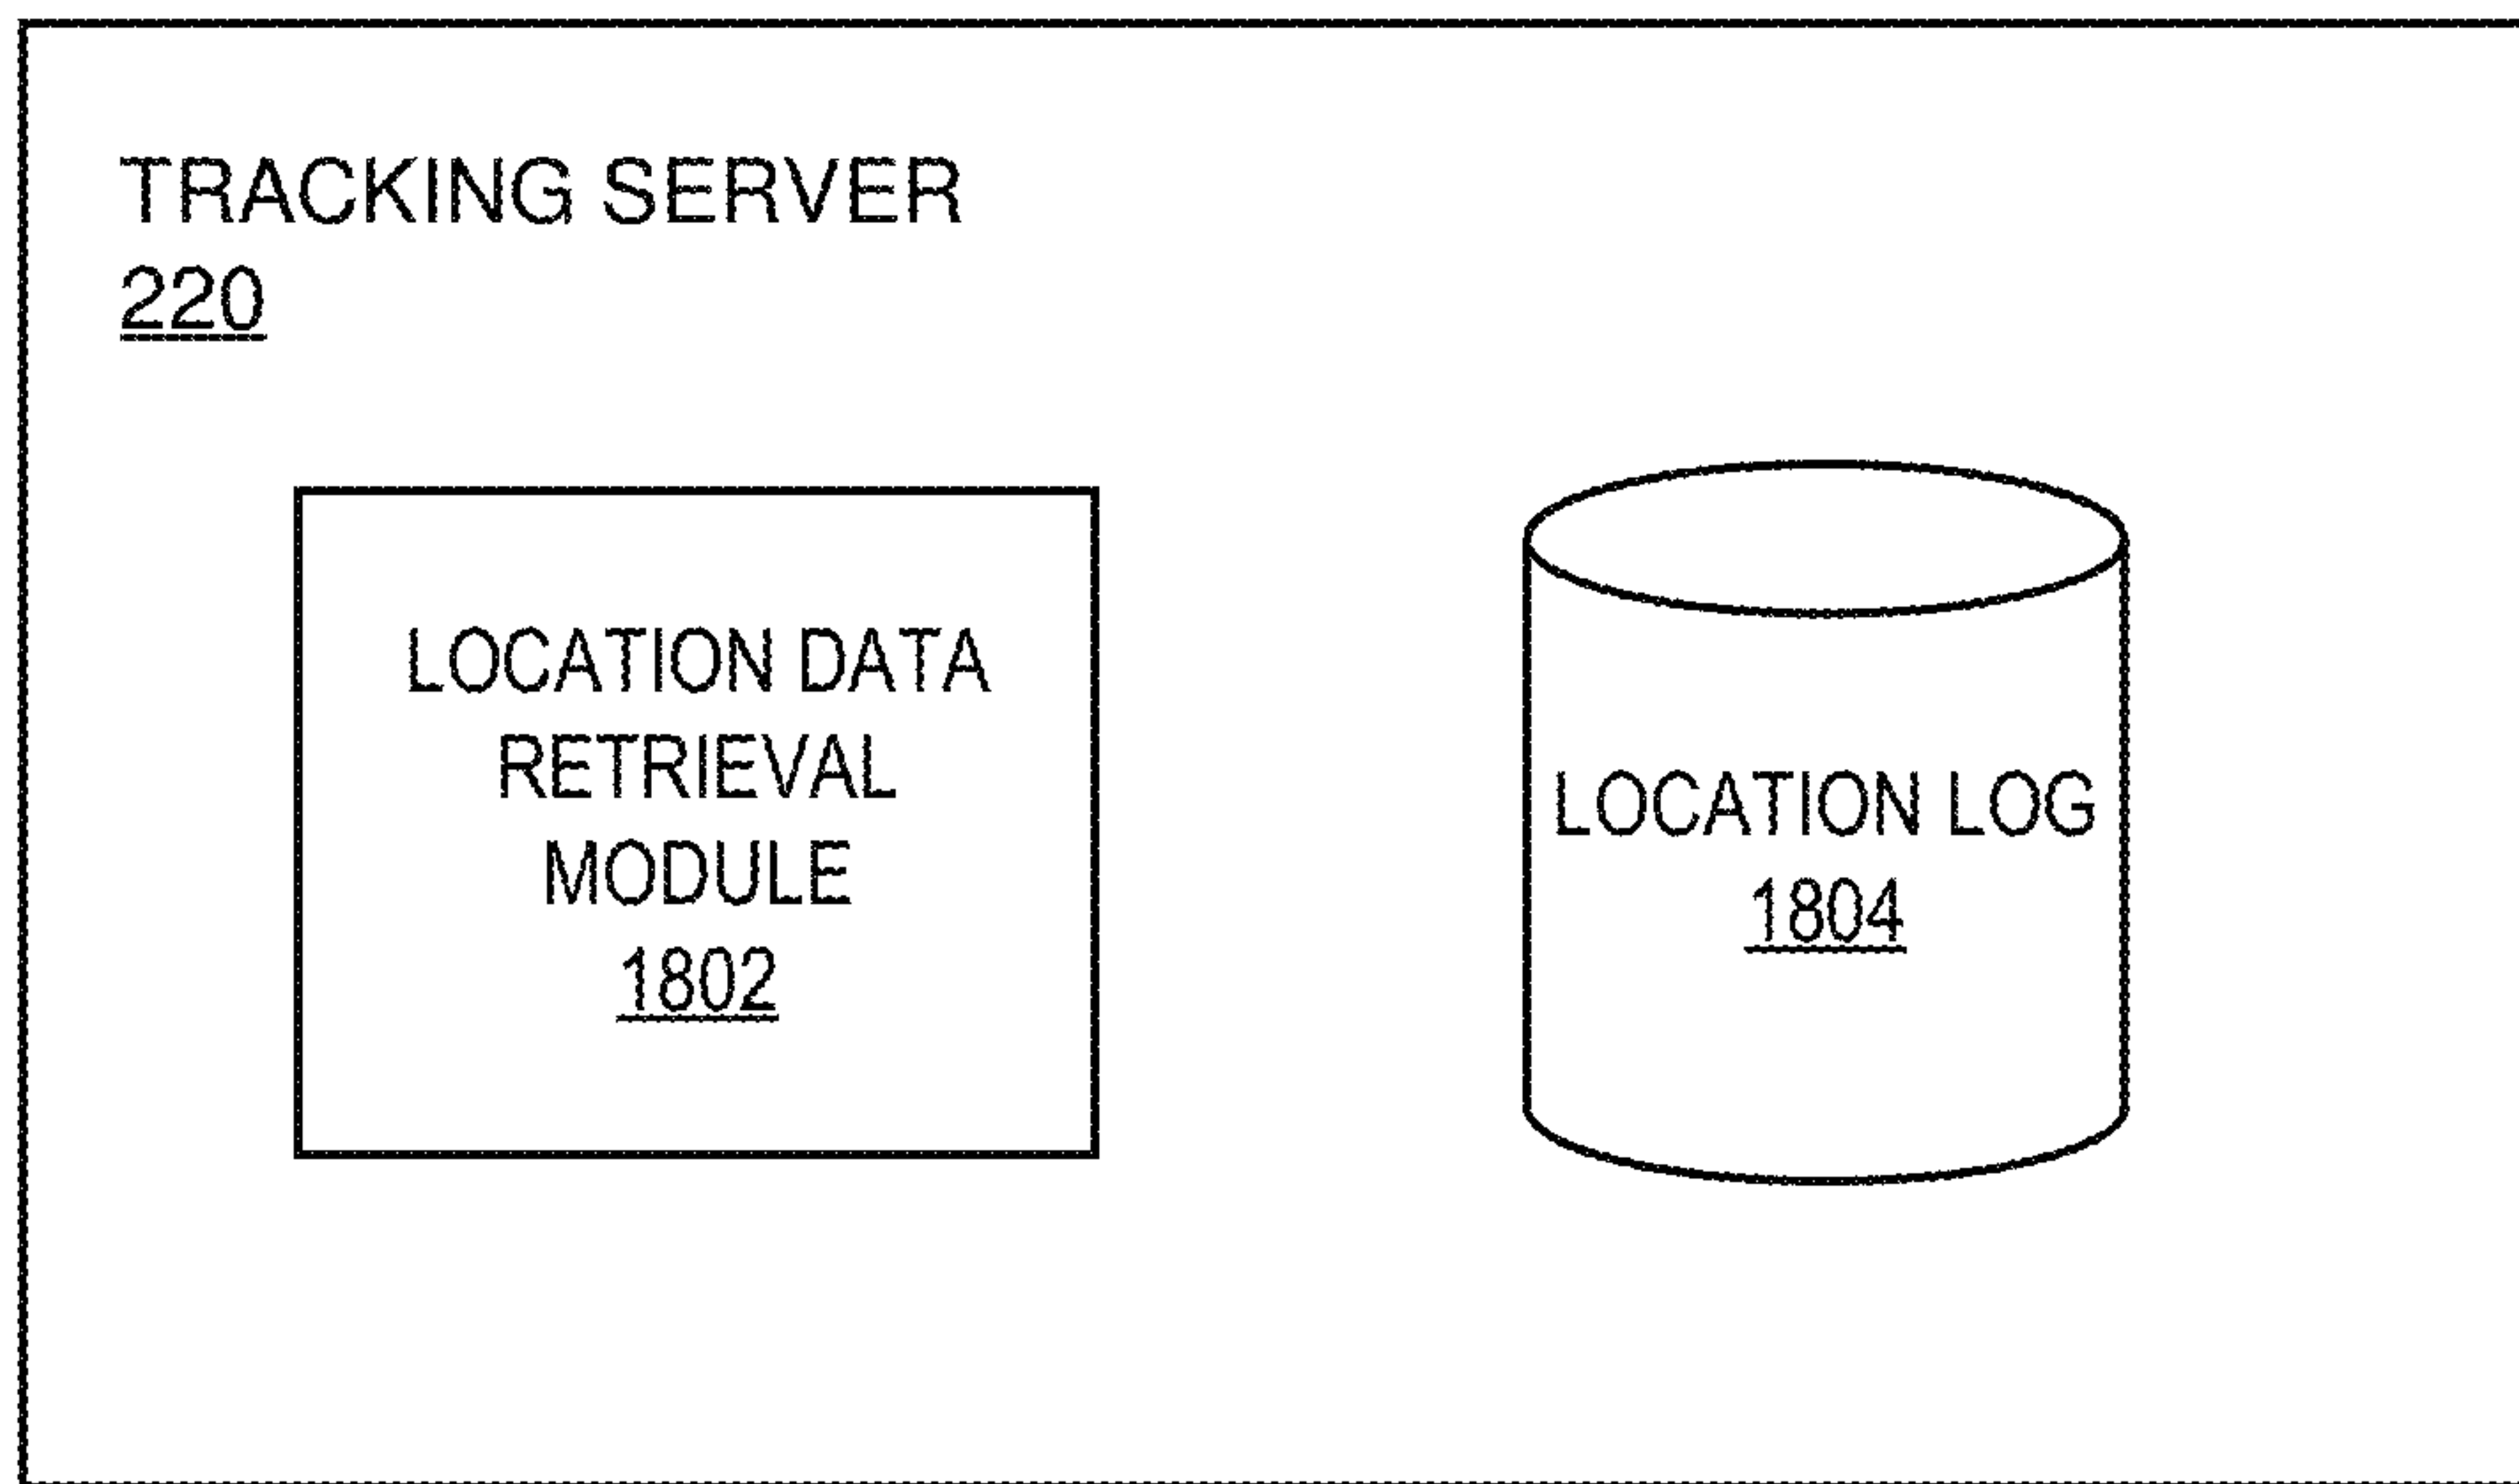 TRACKING SERVER
220
LOCATION DATA
RETRIEVAL
MODULE
1802
LOCATION LOG
1804